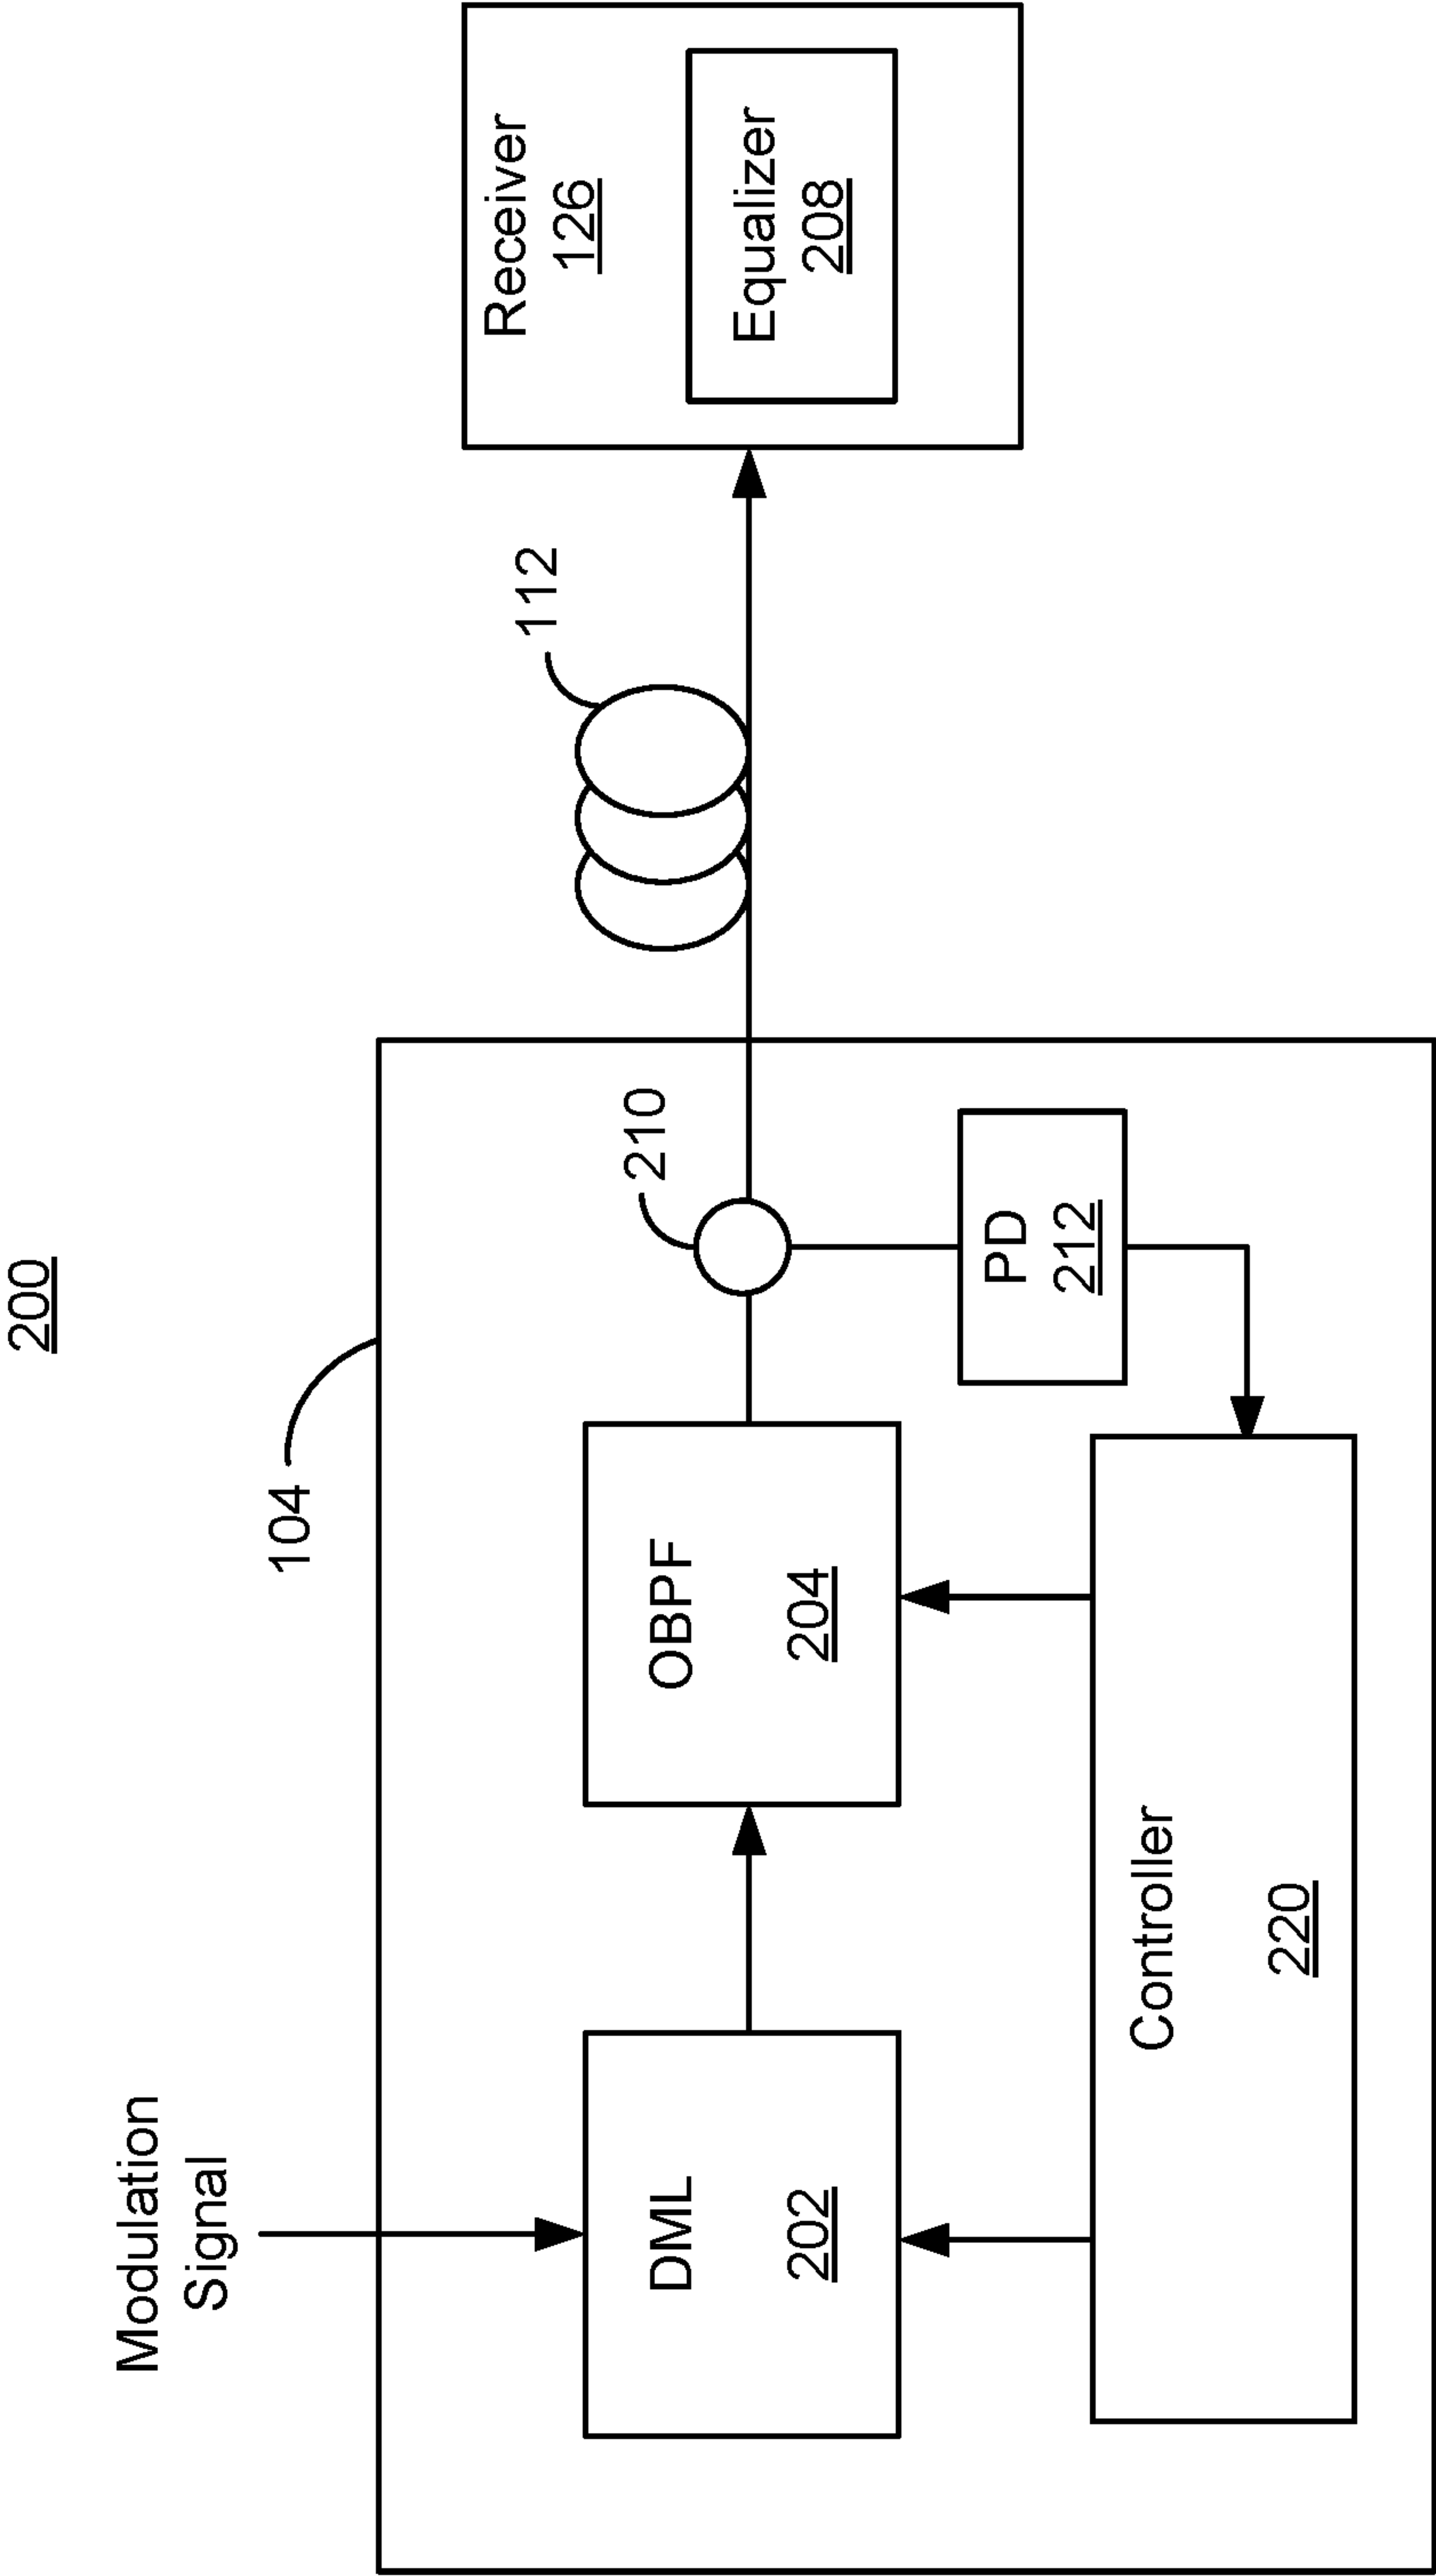 200
104
Modulation
Signal
DML
202
OBPF
204
210
PD
212
Controller
220
112
Receiver
126
Equalizer
208